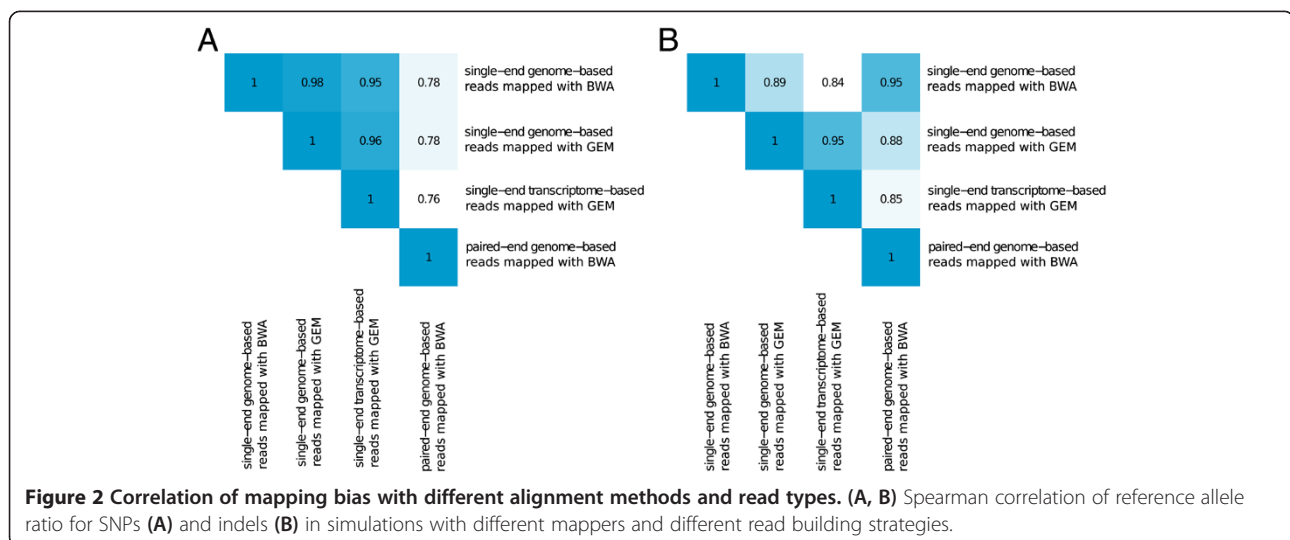 A
1 0.98 0.95 0.78
single-end genome-based
reads mapped with BWA
1 0.96 0.78
single-end genome-based
reads mapped with GEM
1 0.76
single-end transcriptome-based
reads mapped with GEM
1
paired-end genome-based
reads mapped with BWA
single-end genome-based
reads mapped with BWA
single-end genome-based
reads mapped with GEM
single-end transcriptome-based
reads mapped with GEM
paired-end genome-based
reads mapped with BWA
B
1 0.89 0.84 0.95
single-end genome-based
reads mapped with BWA
1 0.95 0.88
single-end genome-based
reads mapped with GEM
1 0.85
single-end transcriptome-based
reads mapped with GEM
1
paired-end genome-based
reads mapped with BWA
single-end genome-based
reads mapped with BWA
single-end genome-based
reads mapped with GEM
single-end transcriptome-based
reads mapped with GEM
paired-end genome-based
reads mapped with BWA
Figure 2 Correlation of mapping bias with different alignment methods and read types. (A, B) Spearman correlation of reference allele
ratio for SNPs (A) and indels (B) in simulations with different mappers and different read building strategies.